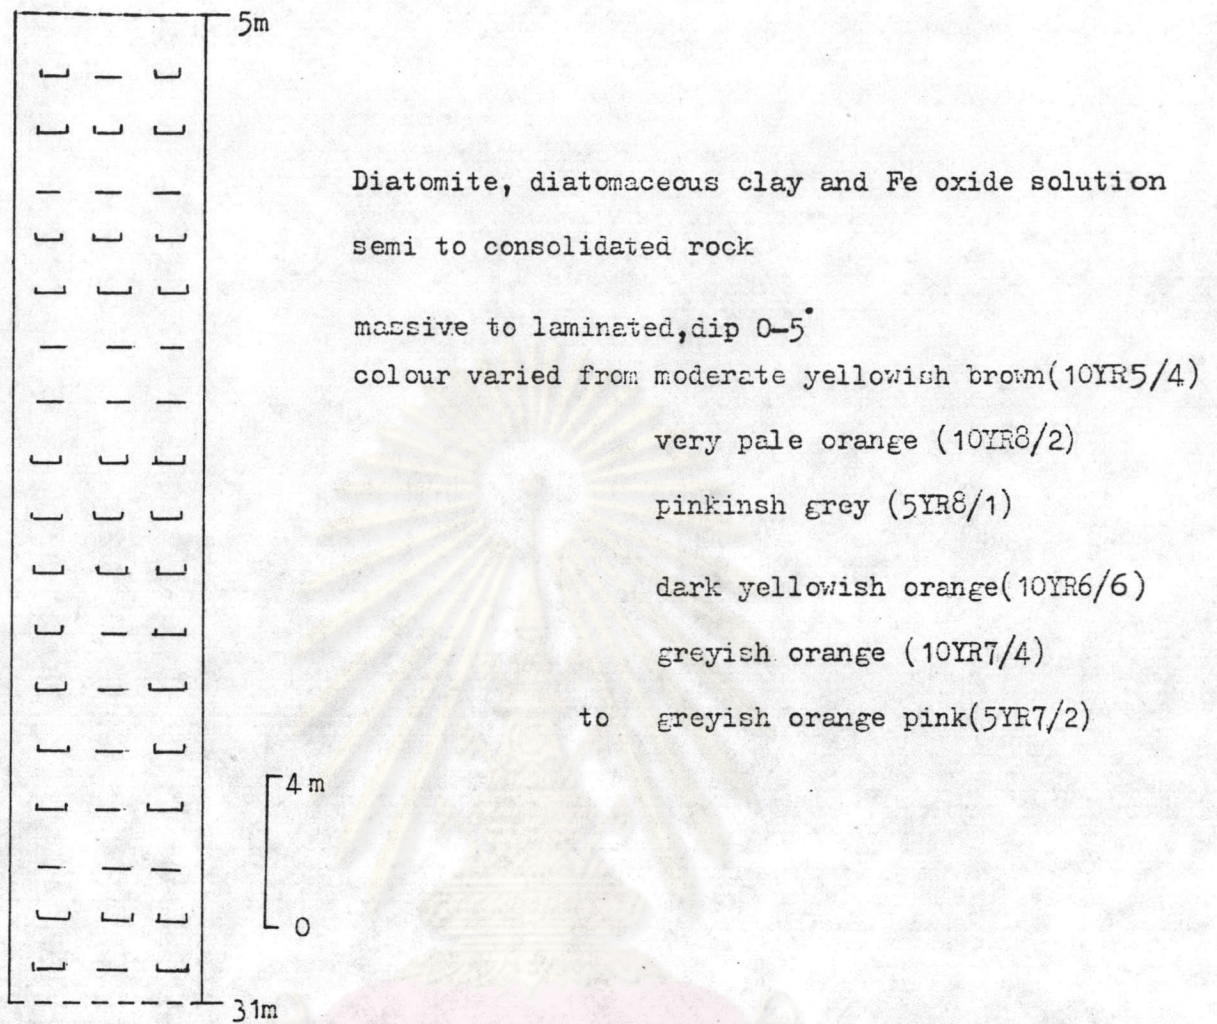 5m
Diatomite, diatomaceous clay and Fe oxide solution
semi to consolidated rock
massive to laminated,dip 0-5°
colour varied from moderate yellowish brown(10YR5/4)
very pale orange (10YR8/2)
pinkinsh grey (5YR8/1)
dark yellowish orange(10YR6/6)
greyish orange (10YR7/4)
to greyish orange pink(5YR7/2)
4m
0
31m